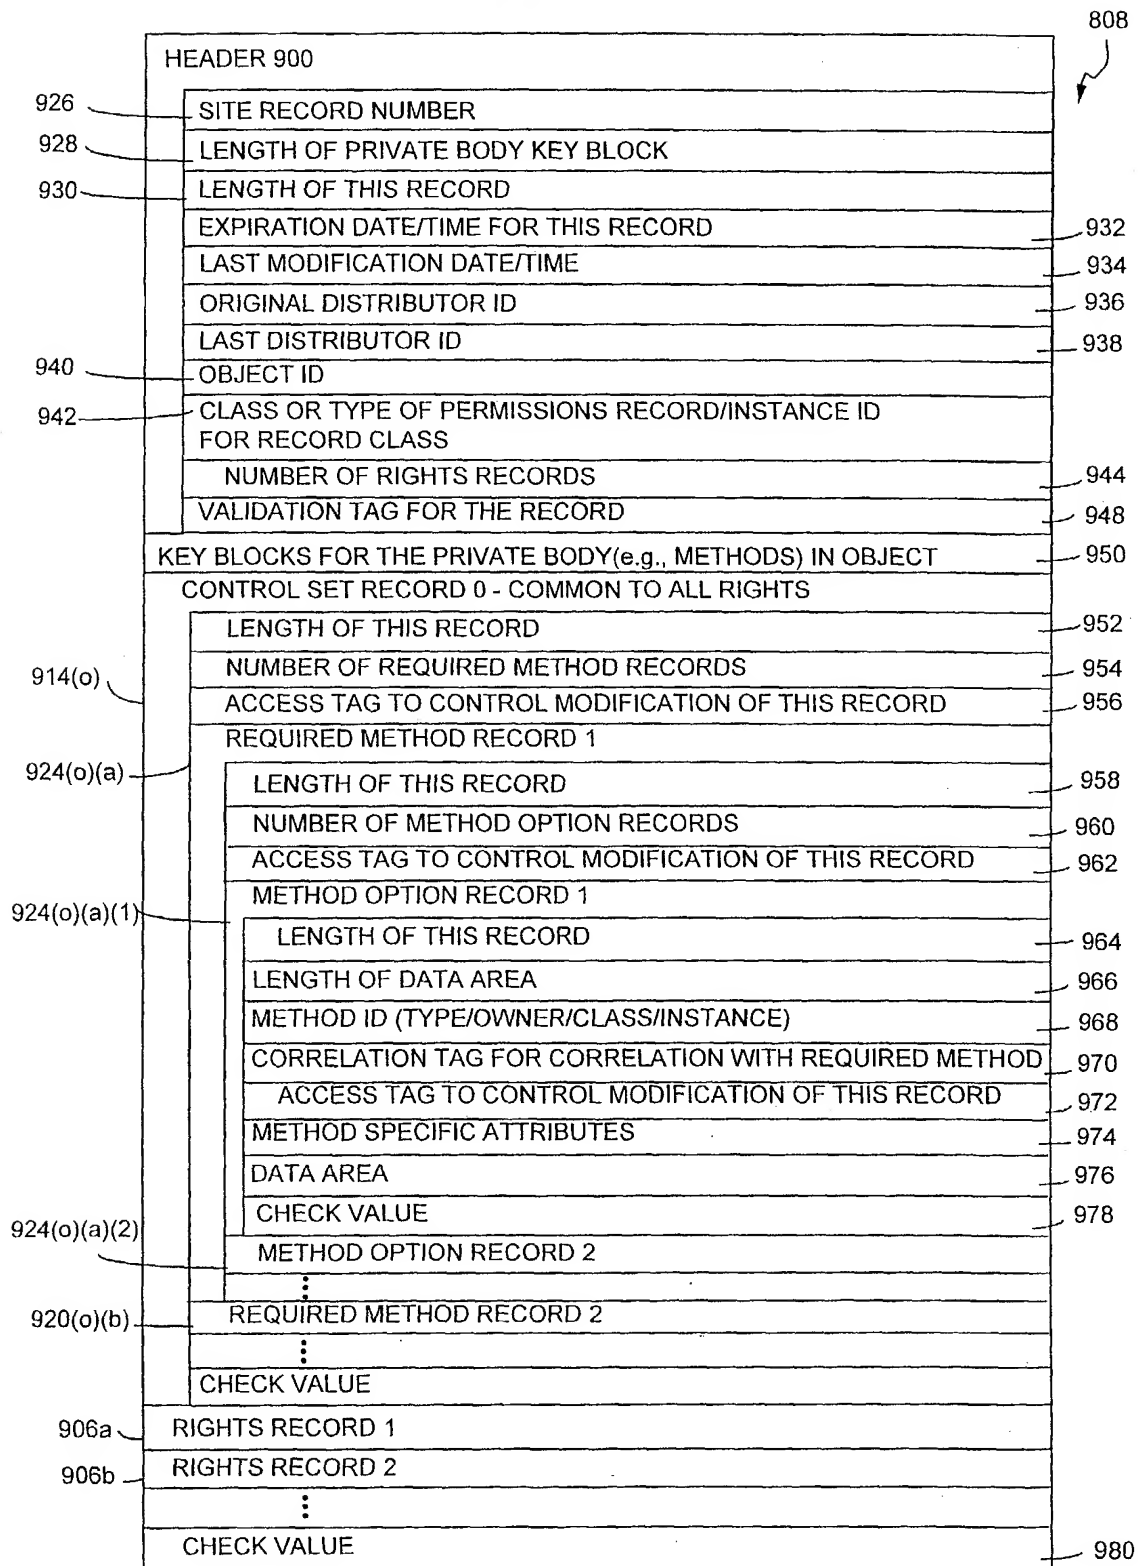 808
HEADER 900
926 SITE RECORD NUMBER
928 LENGTH OF PRIVATE BODY KEY BLOCK
930 LENGTH OF THIS RECORD
EXPIRATION DATE/TIME FOR THIS RECORD 932
LAST MODIFICATION DATE/TIME 934
ORIGINAL DISTRIBUTOR ID 936
LAST DISTRIBUTOR ID 938
940 OBJECT ID
942 CLASS OR TYPE OF PERMISSIONS RECORD/INSTANCE ID
FOR RECORD CLASS
NUMBER OF RIGHTS RECORDS 944
VALIDATION TAG FOR THE RECORD 948
KEY BLOCKS FOR THE PRIVATE BODY(e.g., METHODS) IN OBJECT 950
CONTROL SET RECORD 0 - COMMON TO ALL RIGHTS
LENGTH OF THIS RECORD 952
914(o) NUMBER OF REQUIRED METHOD RECORDS 954
ACCESS TAG TO CONTROL MODIFICATION OF THIS RECORD 956
REQUIRED METHOD RECORD 1
924(o)(a) LENGTH OF THIS RECORD 958
NUMBER OF METHOD OPTION RECORDS 960
ACCESS TAG TO CONTROL MODIFICATION OF THIS RECORD 962
METHOD OPTION RECORD 1
924(o)(a)(1) LENGTH OF THIS RECORD 964
LENGTH OF DATA AREA 966
METHOD ID (TYPE/OWNER/CLASS/INSTANCE) 968
CORRELATION TAG FOR CORRELATION WITH REQUIRED METHOD 970
ACCESS TAG TO CONTROL MODIFICATION OF THIS RECORD 972
METHOD SPECIFIC ATTRIBUTES 974
DATA AREA 976
CHECK VALUE 978
924(o)(a)(2) METHOD OPTION RECORD 2
920(o)(b) REQUIRED METHOD RECORD 2
CHECK VALUE
906a RIGHTS RECORD 1
906b RIGHTS RECORD 2
CHECK VALUE 980